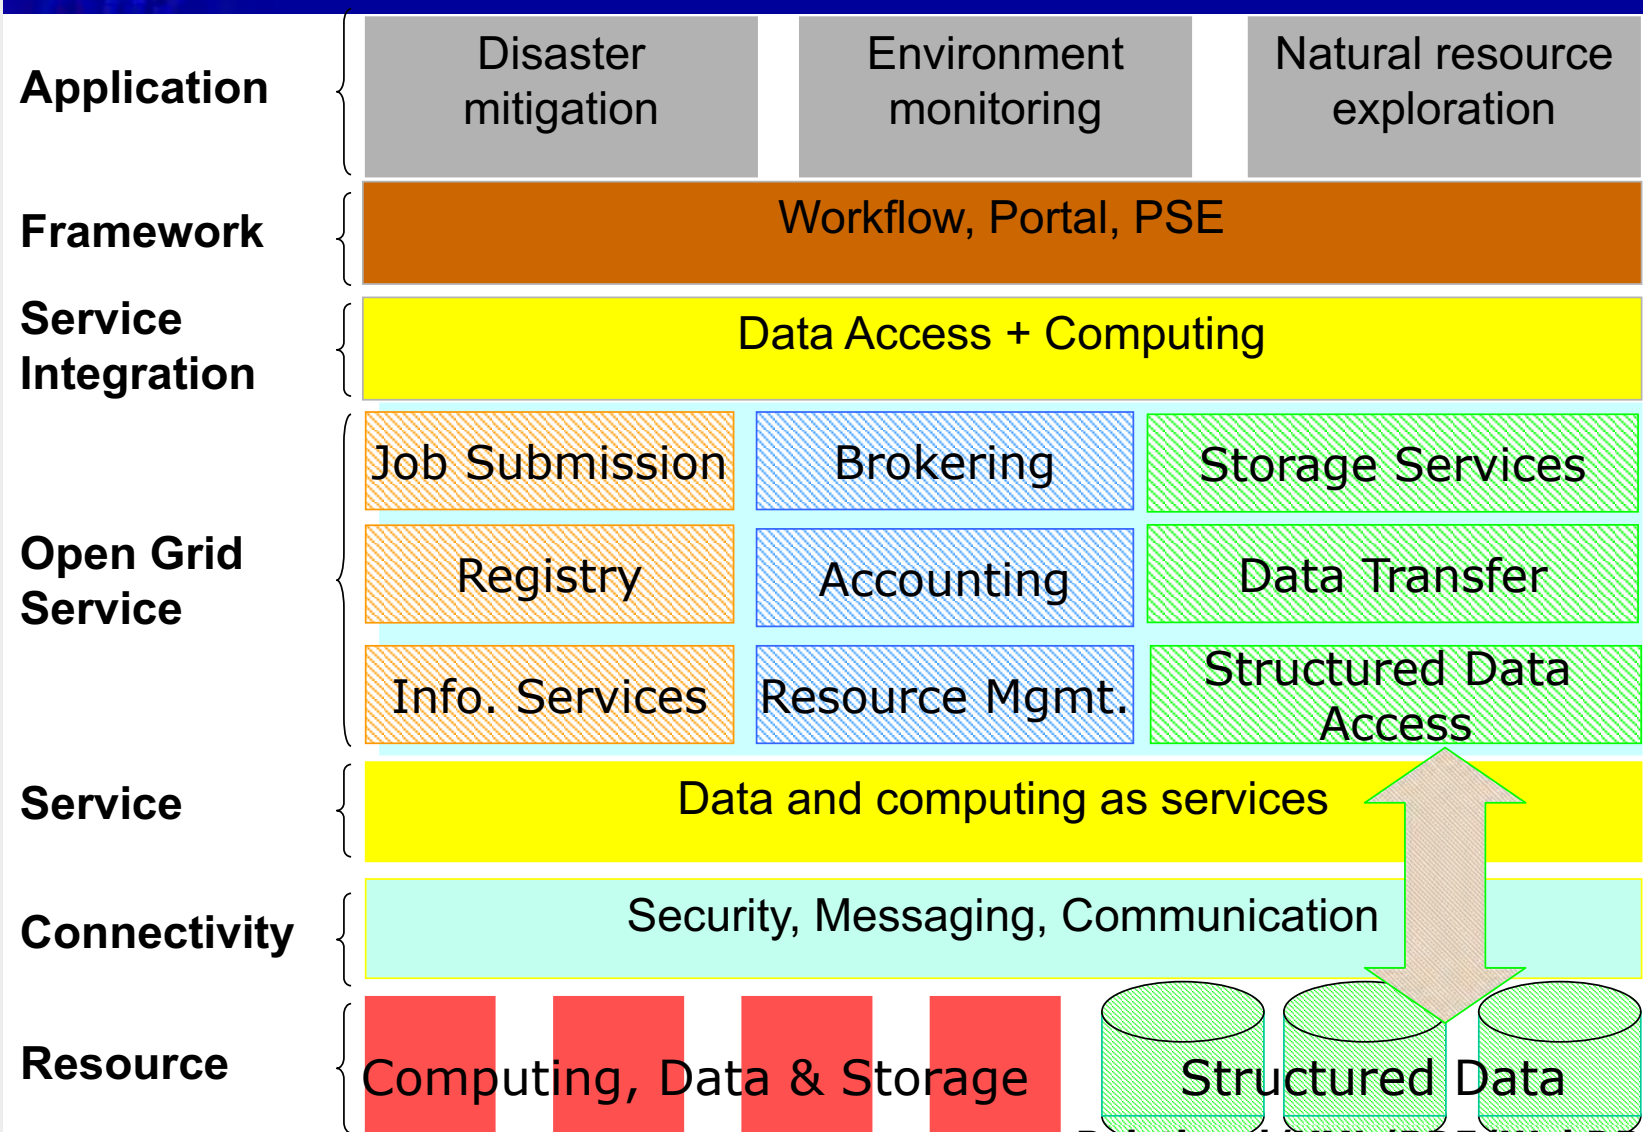 Application
Disaster
mitigation
Environment
monitoring
Natural resource
exploration
Framework
Workflow, Portal, PSE
Service
Integration
Data Access + Computing
Open Grid
Service
Job Submission
Brokering
Storage Services
Registry
Accounting
Data Transfer
Info. Services
Resource Mgmt.
Structured Data
Access
Service
Data and computing as services
Connectivity
Security, Messaging, Communication
Resource
Computing, Data & Storage
Structured Data